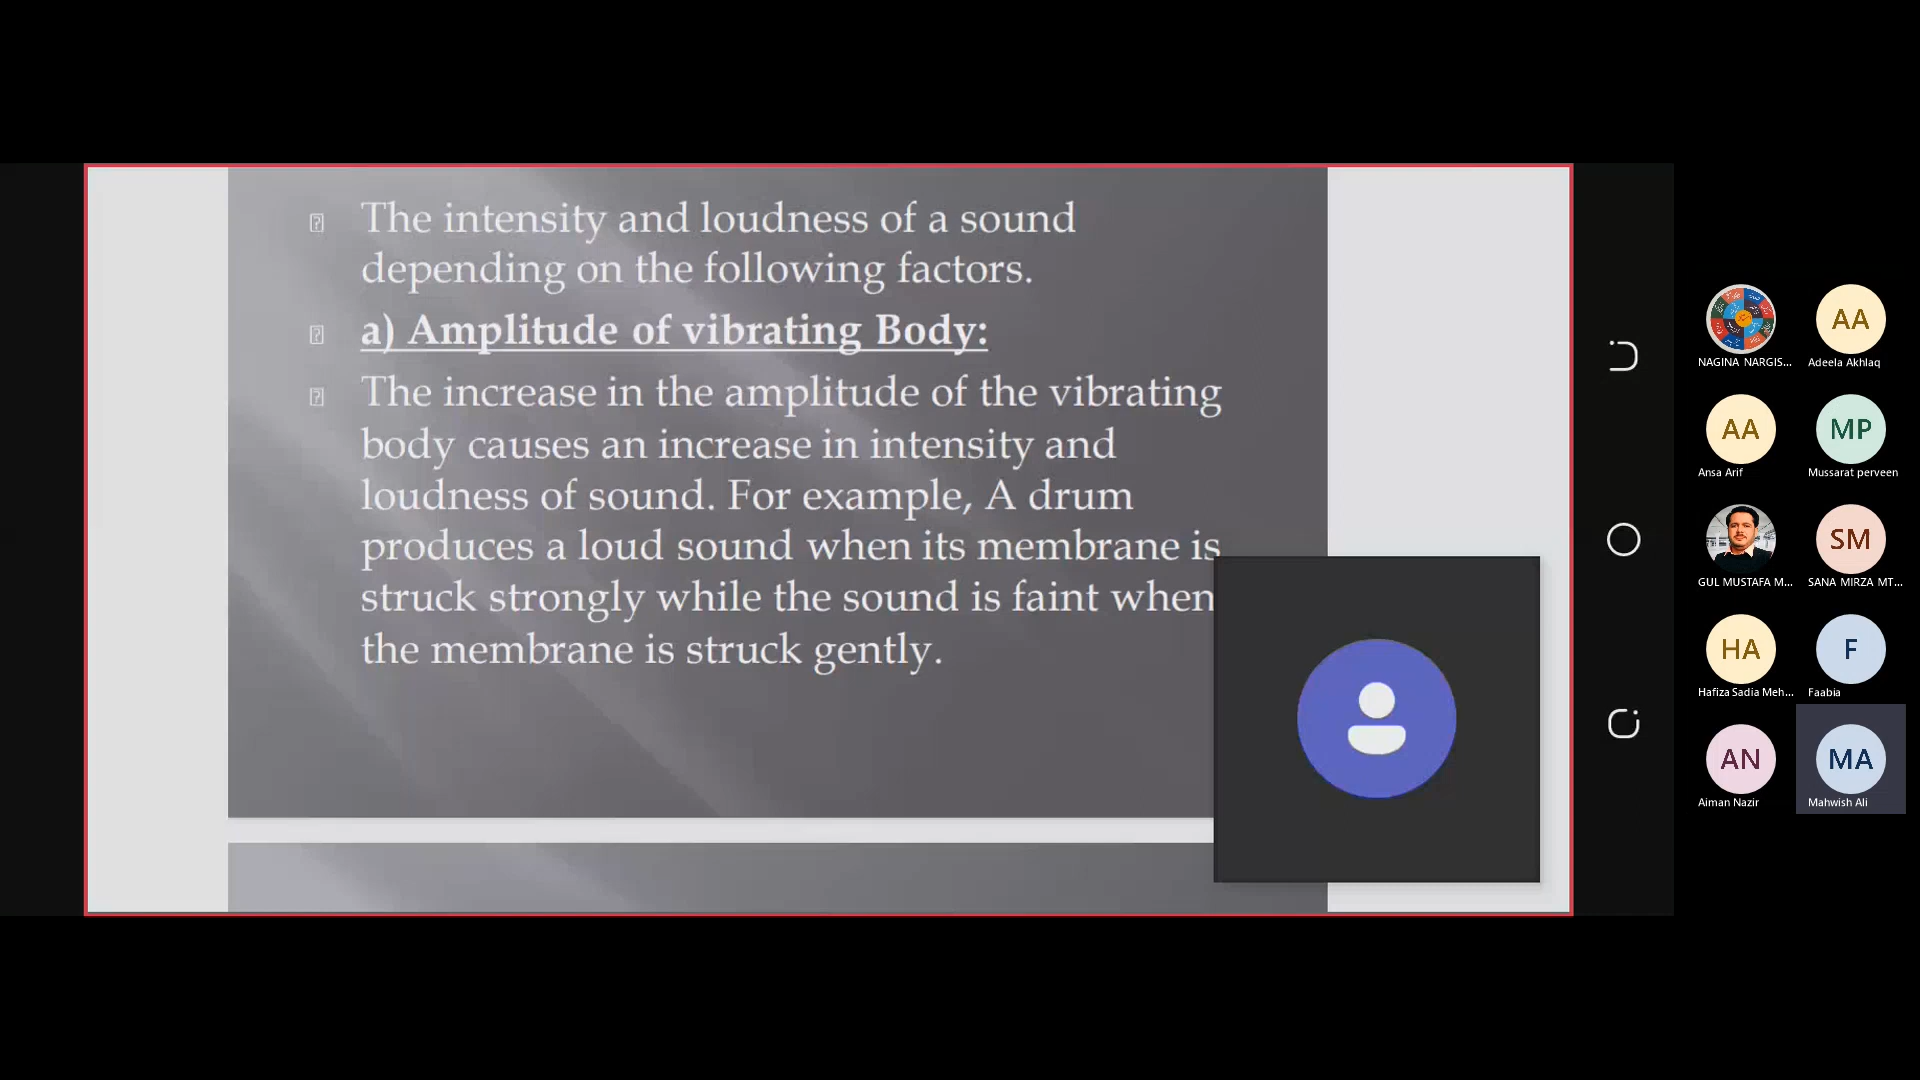 The intensity and loudness of a sound
depending on the following factors.
a) Amplitude of vibrating Body:
The increase in the amplitude of the vibrating
body causes an increase in intensity and
loudness of sound. For example, A drum
produces a loud sound when its membrane is
struck strongly while the sound is faint when
the membrane is struck gently.
NAGINA NARGIS...
AA
Adeela Akhlaq
AA
Ansa Arif
MP
Mussarat perveen
GUL MUSTAFA M...
SM
SANA MIRZA MT...
HA
Hafiza Sadia Meh...
F
Faabia
AN
Aiman Nazir
MA
Mahwish Ali